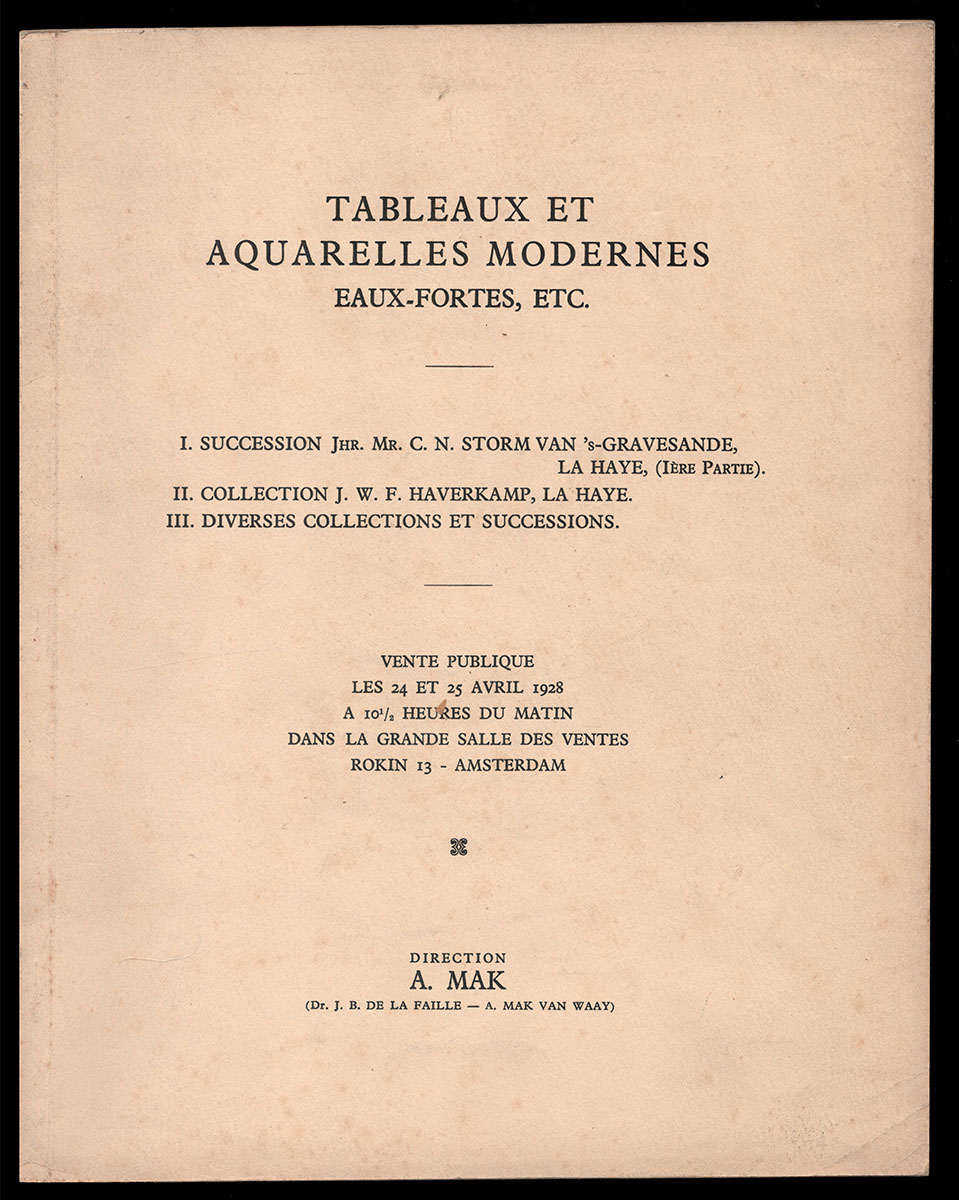 TABLEAUX ET
AQUARELLES MODERNES
EAUX-FORTES, ETC.
I. SUCCESSION JHR. MR. C. N. STORM VAN 's-GRAVESANDE,
LA HAYE, (IÈRE PARTIE).
II. COLLECTION J. W. F. HAVERKAMP, LA HAYE.
III. DIVERSES COLLECTIONS ET SUCCESSIONS.
VENTE PUBLIQUE
LES 24 ET 25 AVRIL 1928
A 10¹/₂ HEURES DU MATIN
DANS LA GRANDE SALLE DES VENTES
ROKIN 13 - AMSTERDAM
DIRECTION
A. MAK
(Dr. J. B. DE LA FAILLE — A. MAK VAN WAAY)